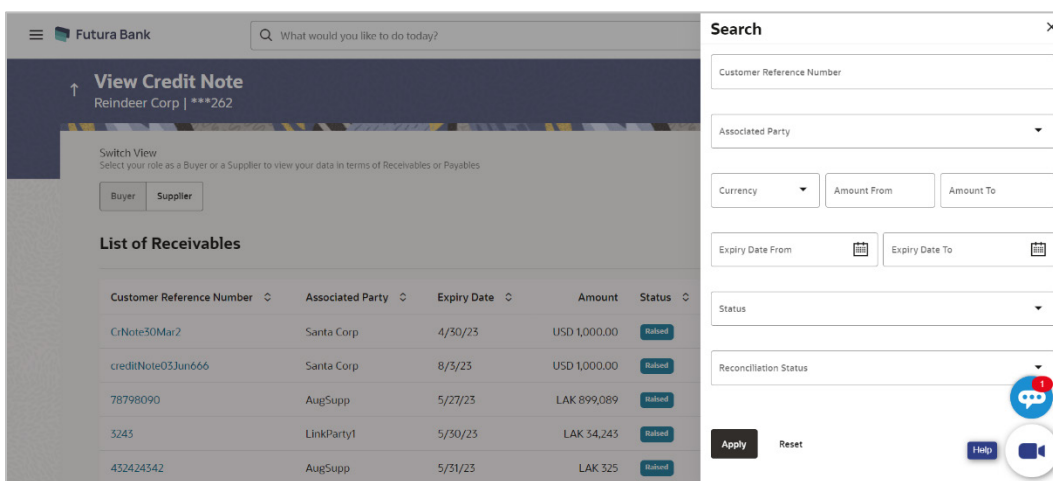 Futura Bank
What would you like to do today?
View Credit Note
Reindeer Corp | ***262
Switch View
Select your role as a Buyer or a Supplier to view your data in terms of Receivables or Payables
Buyer Supplier
List of Receivables
Customer Reference Number Associated Party Expiry Date Amount Status
CrNote30Mar2 Santa Corp 4/30/23 USD 1,000.00 Raised
creditNote03Jun666 Santa Corp 8/3/23 USD 1,000.00 Raised
78798090 AugSupp 5/27/23 LAK 899,089 Raised
3243 LinkParty1 5/30/23 LAK 34,243 Raised
432424342 AugSupp 5/31/23 LAK 325 Raised
Search
Customer Reference Number
Associated Party
Currency Amount From Amount To
Expiry Date From Expiry Date To
Status
Reconciliation Status
1
Apply Reset
Help